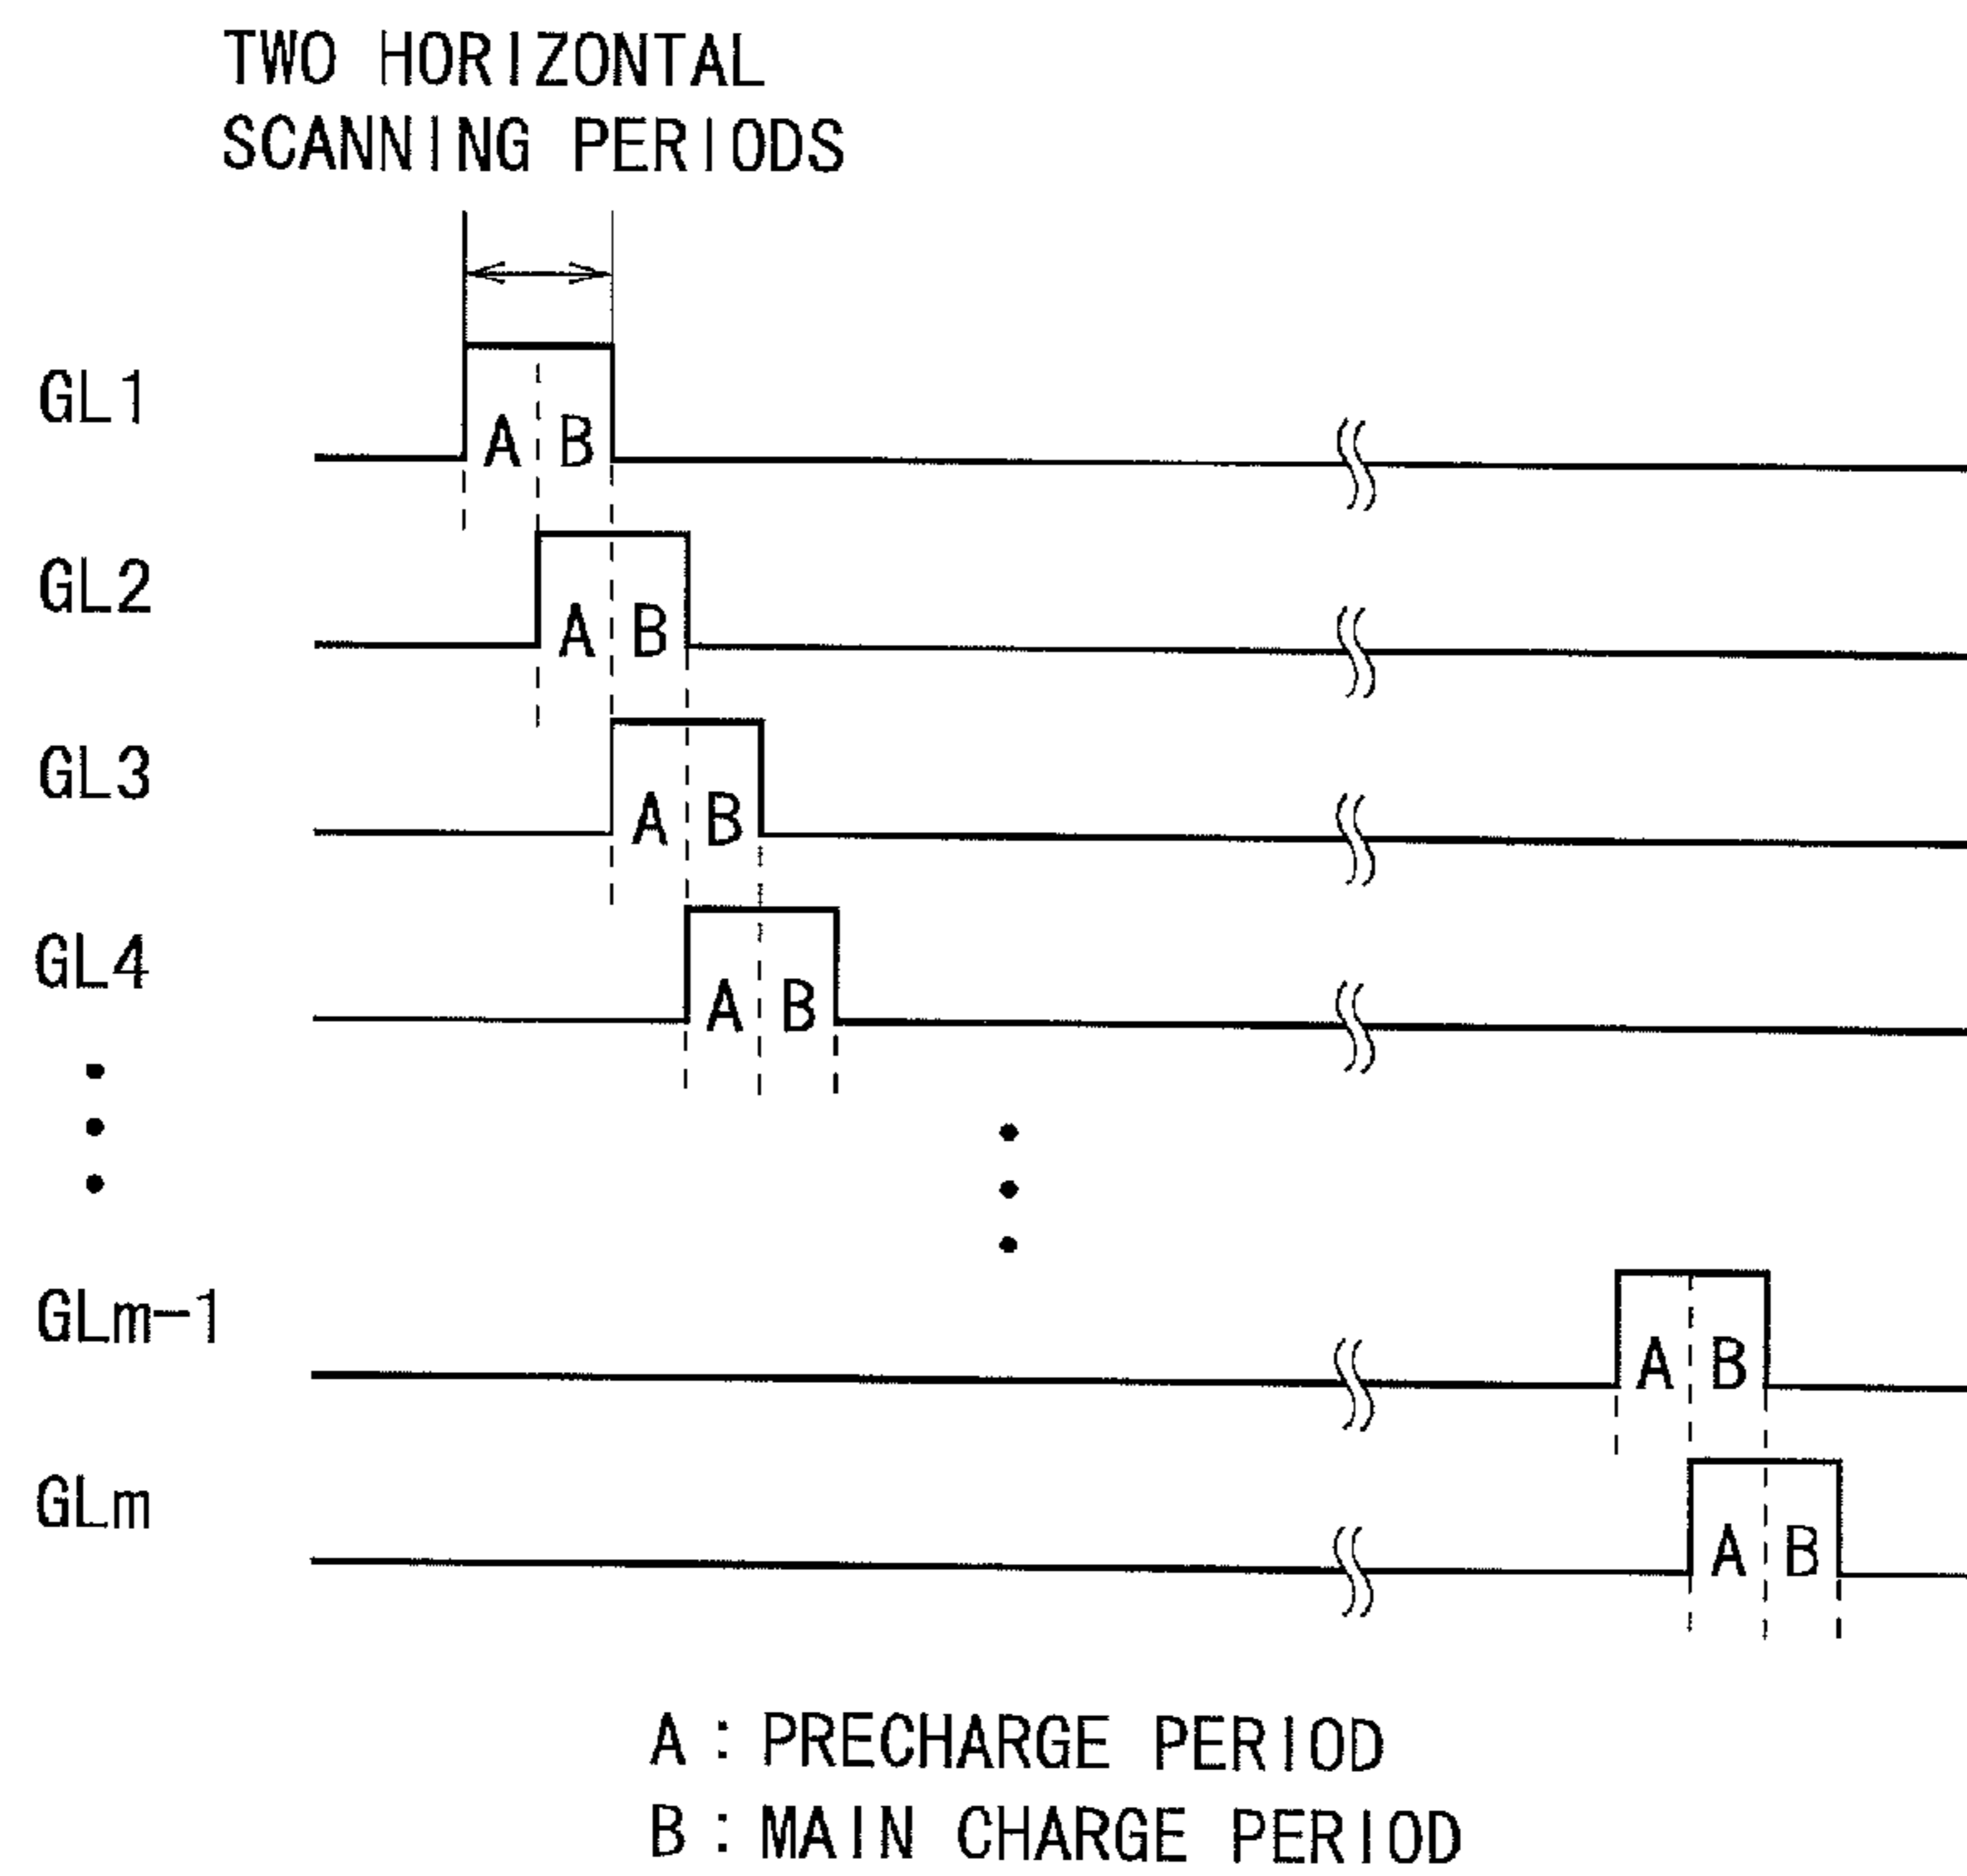 TWO HORIZONTAL
SCANNING PERIODS
GL1
A B
GL2
A B
GL3
A B
GL4
A B
GLm-1
A B
GLm
A B
A : PRECHARGE PERIOD
B : MAIN CHARGE PERIOD